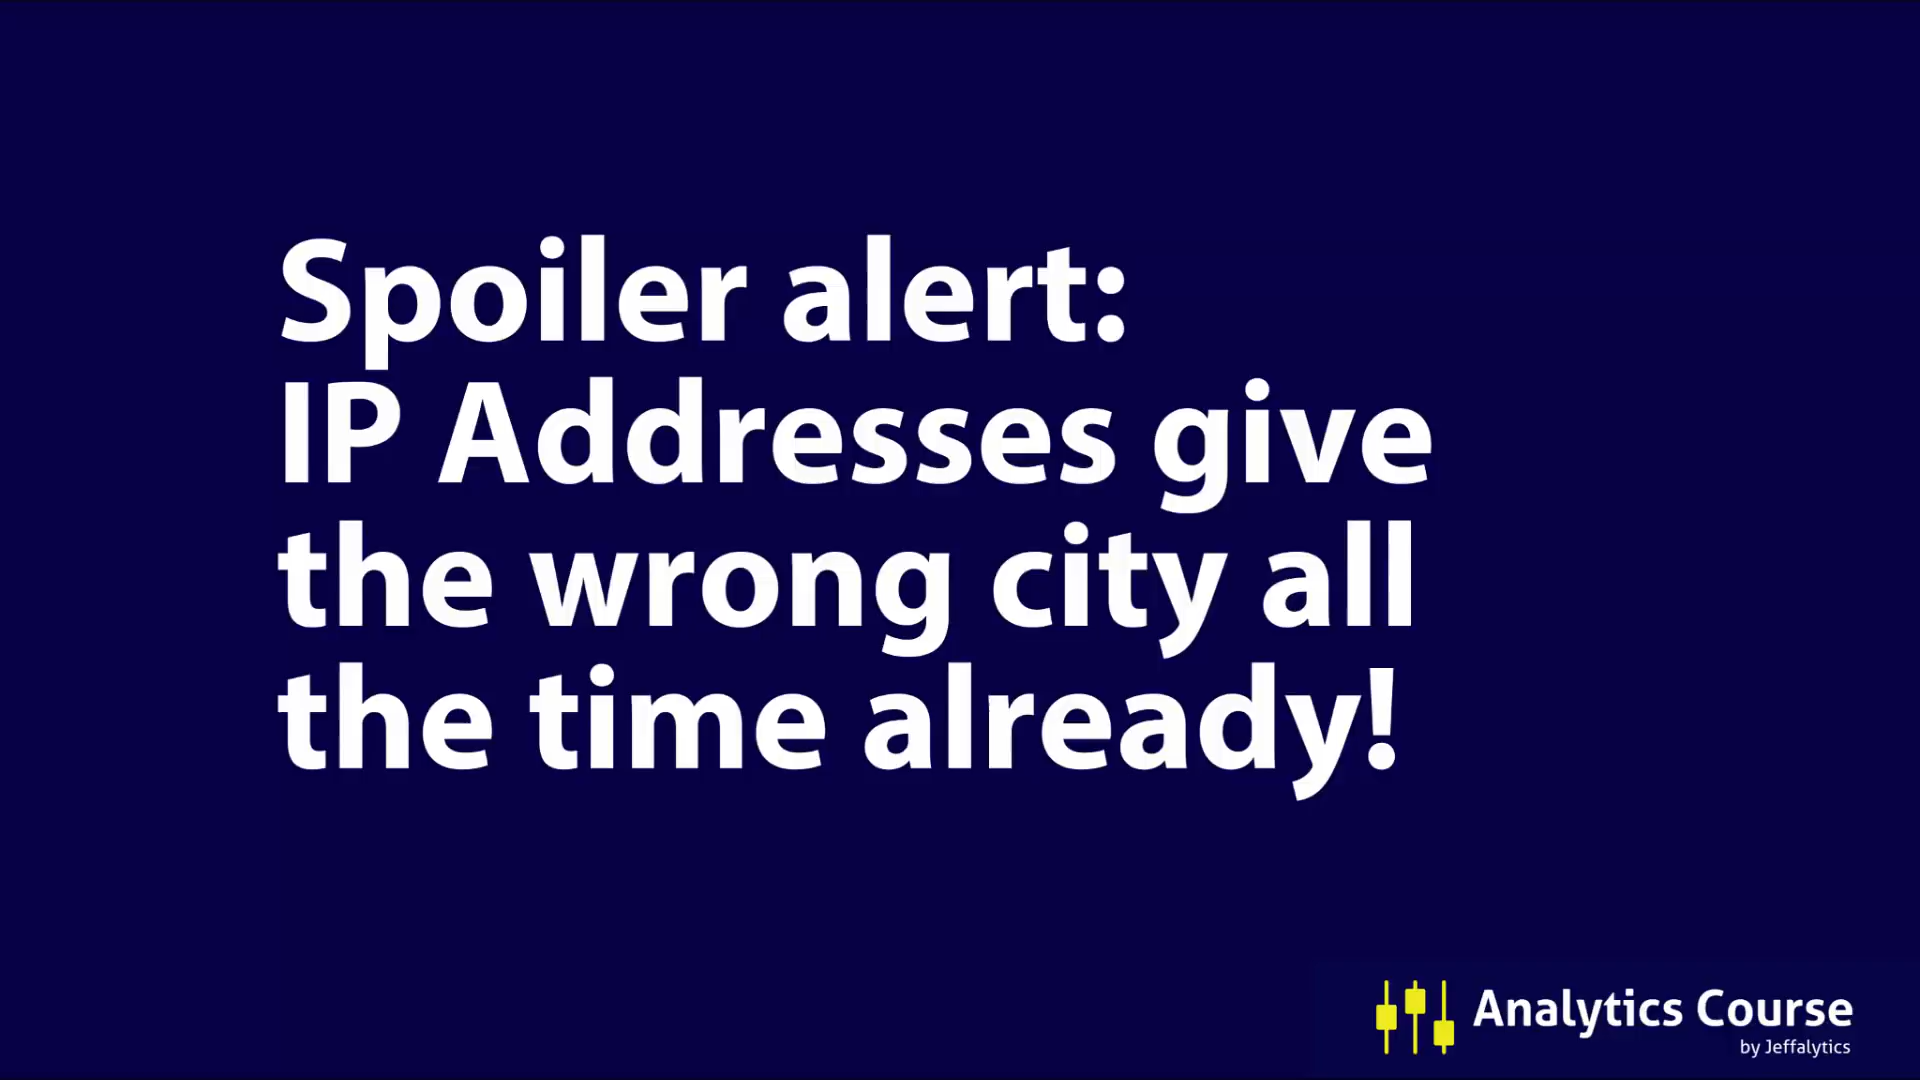 Spoiler alert:
IP Addresses give
the wrong city all
the time already!
Analytics Course
by Jeffalytics